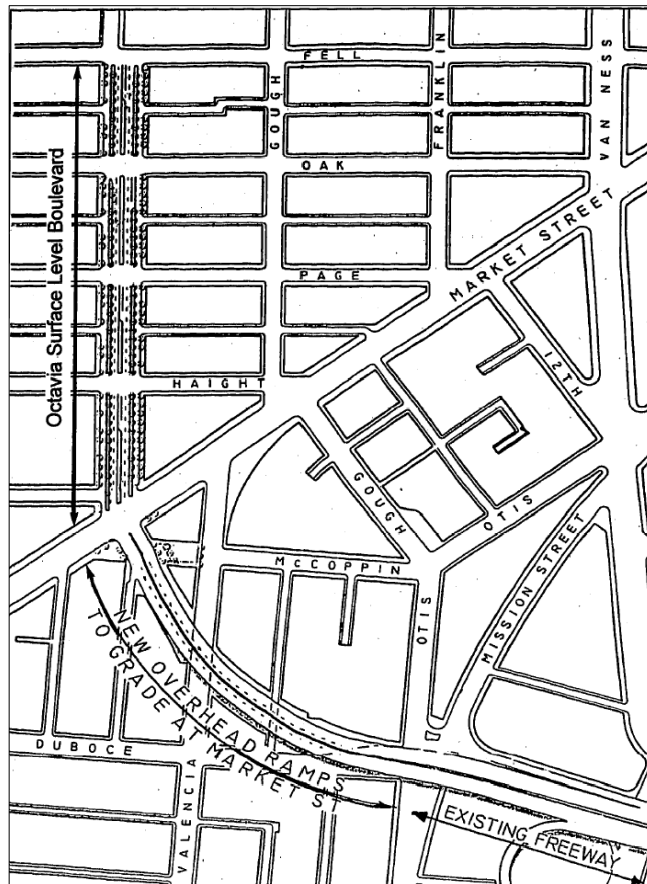 FELL
GOUGH
FRANKLIN
VAN NESS
OAK
Octavia Surface Level Boulevard
MARKET STREET
PAGE
HAIGHT
12TH
GOUGH
OTIS
McCOPPIN
OTIS
MISSION STREET
NEW OVERHEAD RAMPS
TO GRADE AT MARKET ST
DUBOCE
VALENCIA
EXISTING FREEWAY